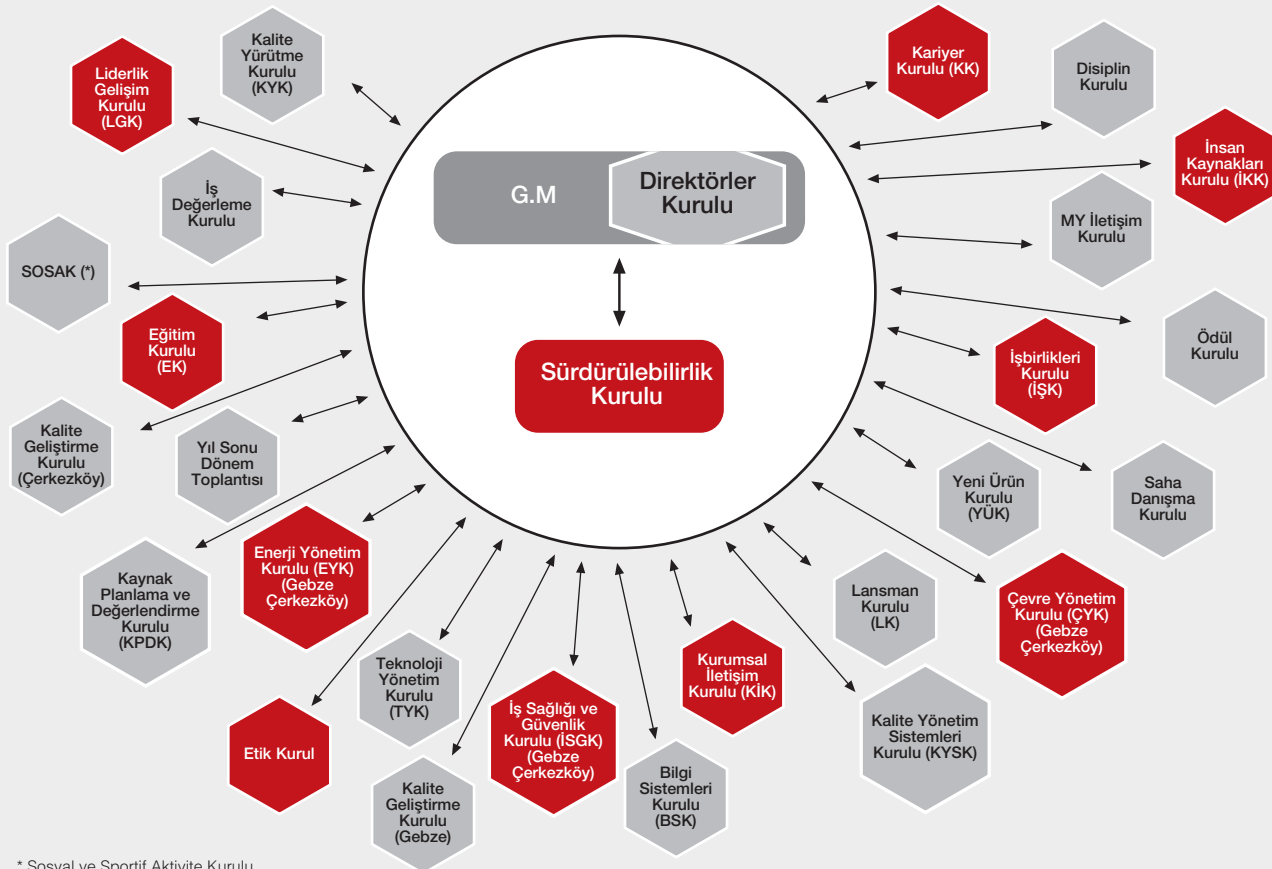 Kalite
Yürütme
Kurulu
(KYK)
Liderlik
Gelişim
Kurulu
(LGK)
İş
Değerleme
Kurulu
SOSAK (*)
Eğitim
Kurulu
(EK)
Kalite
Geliştirme
Kurulu
(Çerkezköy)
Yıl Sonu
Dönem
Toplantısı
Kaynak
Planlama ve
Değerlendirme
Kurulu
(KPDK)
Enerji Yönetim
Kurulu (EYK)
(Gebze
Çerkezköy)
Etik Kurul
Teknoloji
Yönetim
Kurulu
(TYK)
Kalite
Geliştirme
Kurulu
(Gebze)
İş Sağlığı ve
Güvenlik
Kurulu (İSGK)
(Gebze
Çerkezköy)
Bilgi
Sistemleri
Kurulu
(BSK)
Kurumsal
İletişim
Kurulu (KİK)
Kalite Yönetim
Sistemleri
Kurulu (KYSK)
Lansman
Kurulu
(LK)
Çevre Yönetim
Kurulu (ÇYK)
(Gebze
Çerkezköy)
Yeni Ürün
Kurulu
(YÜK)
Saha
Danışma
Kurulu
İşbirlikleri
Kurulu
(İŞK)
Ödül
Kurulu
MY İletişim
Kurulu
İnsan
Kaynakları
Kurulu (İKK)
Disiplin
Kurulu
Kariyer
Kurulu (KK)
G.M
Direktörler
Kurulu
Sürdürülebilirlik
Kurulu
* Sosyal ve Sportif Aktivite Kurulu